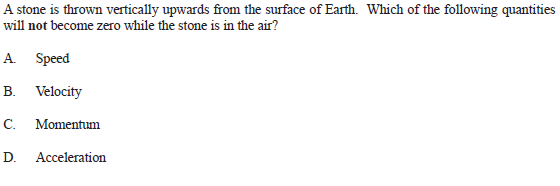 A stone is thrown vertically upwards from the surface of Earth. Which of the following quantities
will not become zero while the stone is in the air?
A. Speed
B. Velocity
C. Momentum
D. Acceleration